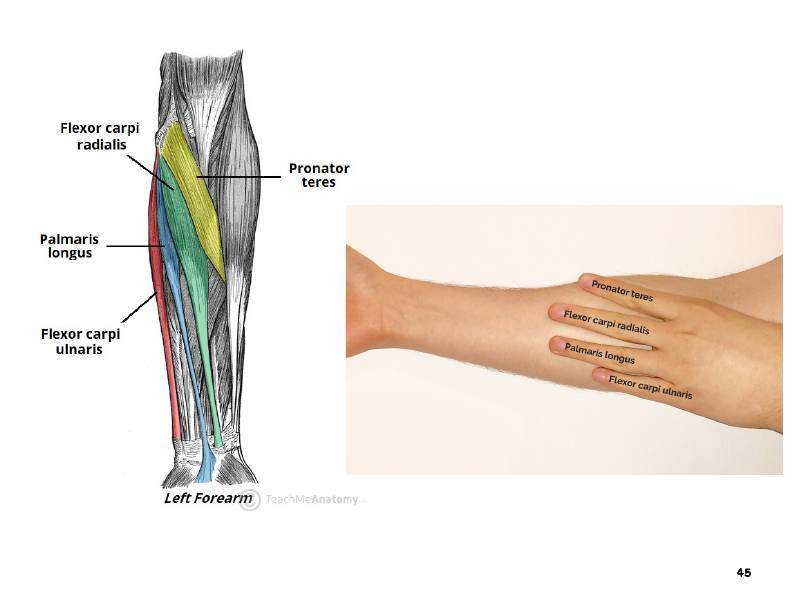 Flexor carpi
radialis
Pronator
teres
Palmaris
longus
Flexor carpi
ulnaris
Left Forearm
© TeachMeAnatomy
Pronator teres
Flexor carpi radialis
Palmaris longus
Flexor carpi ulnaris
45